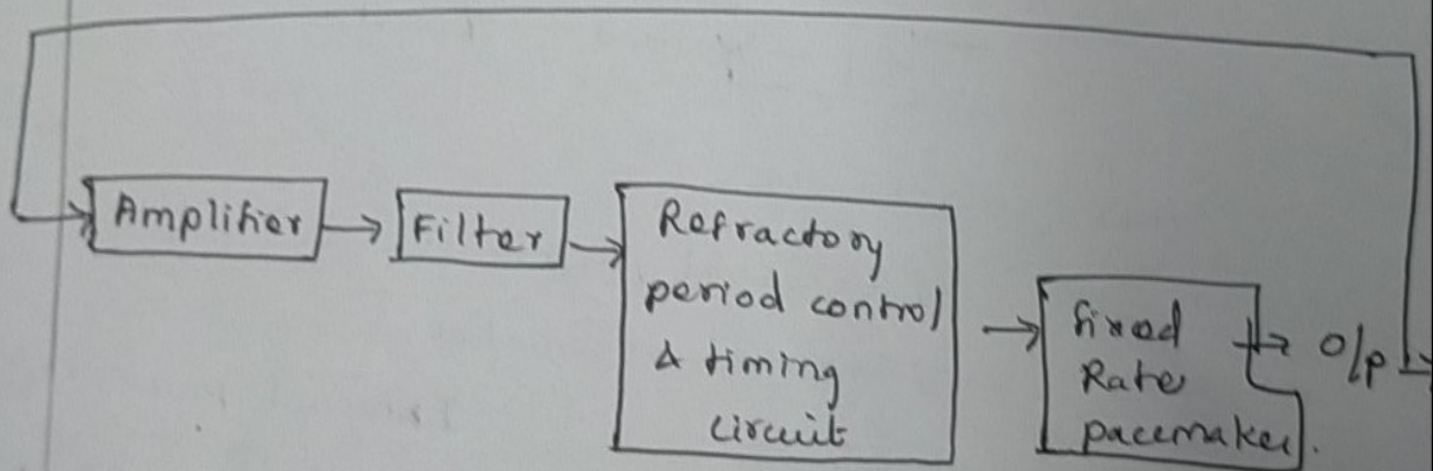 Amplifier
Filter
Refractory
period control
& timing
circuit
fixed
Rate
pacemaker.
O/p